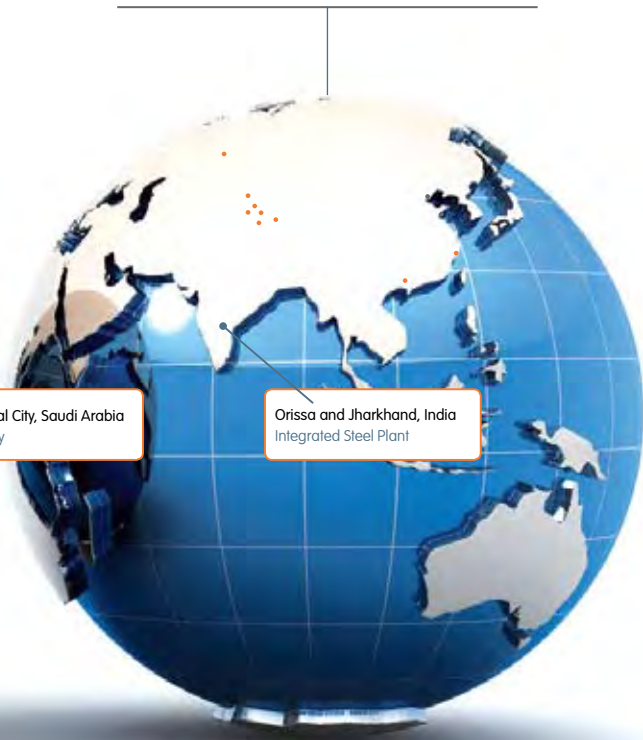 al City, Saudi Arabia
y
Orissa and Jharkhand, India
Integrated Steel Plant